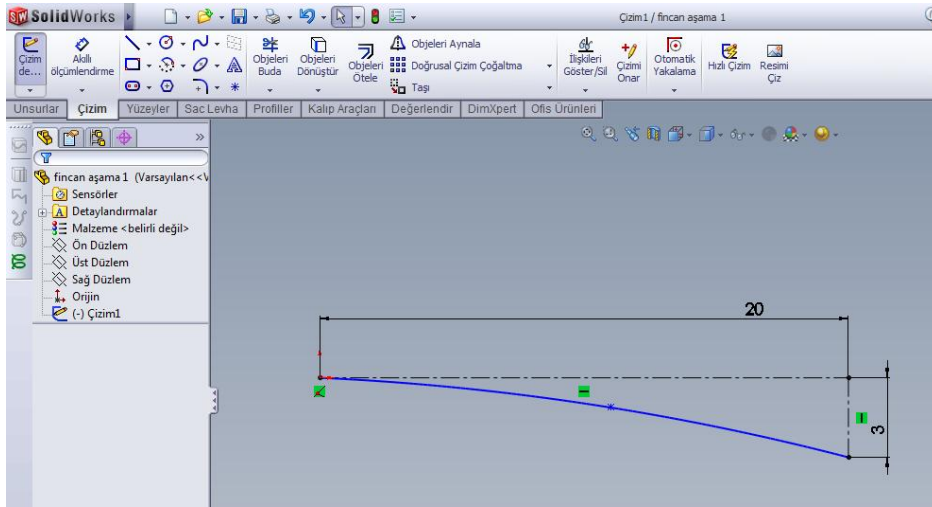 SW SolidWorks
Çizim1 / fincan aşama 1
Çizim de...
Akıllı ölçümlendirme
Objeleri Buda
Objeleri Dönüştür
Objeleri Ötele
Objeleri Aynala
Doğrusal Çizim Çoğaltma
Taşı
İlişkileri Göster/Sil
Çizimi Onar
Otomatik Yakalama
Hızlı Çizim
Resimi Çiz
Unsurlar Çizim Yüzeyler Sac Levha Profiller Kalıp Araçları Değerlendir DimXpert Ofis Ürünleri
fincan aşama 1 (Varsayılan<<V
Sensörler
A Detaylandırmalar
Malzeme <belirli değil>
Ön Düzlem
Üst Düzlem
Sağ Düzlem
Orijin
(-) Çizim1
20
3